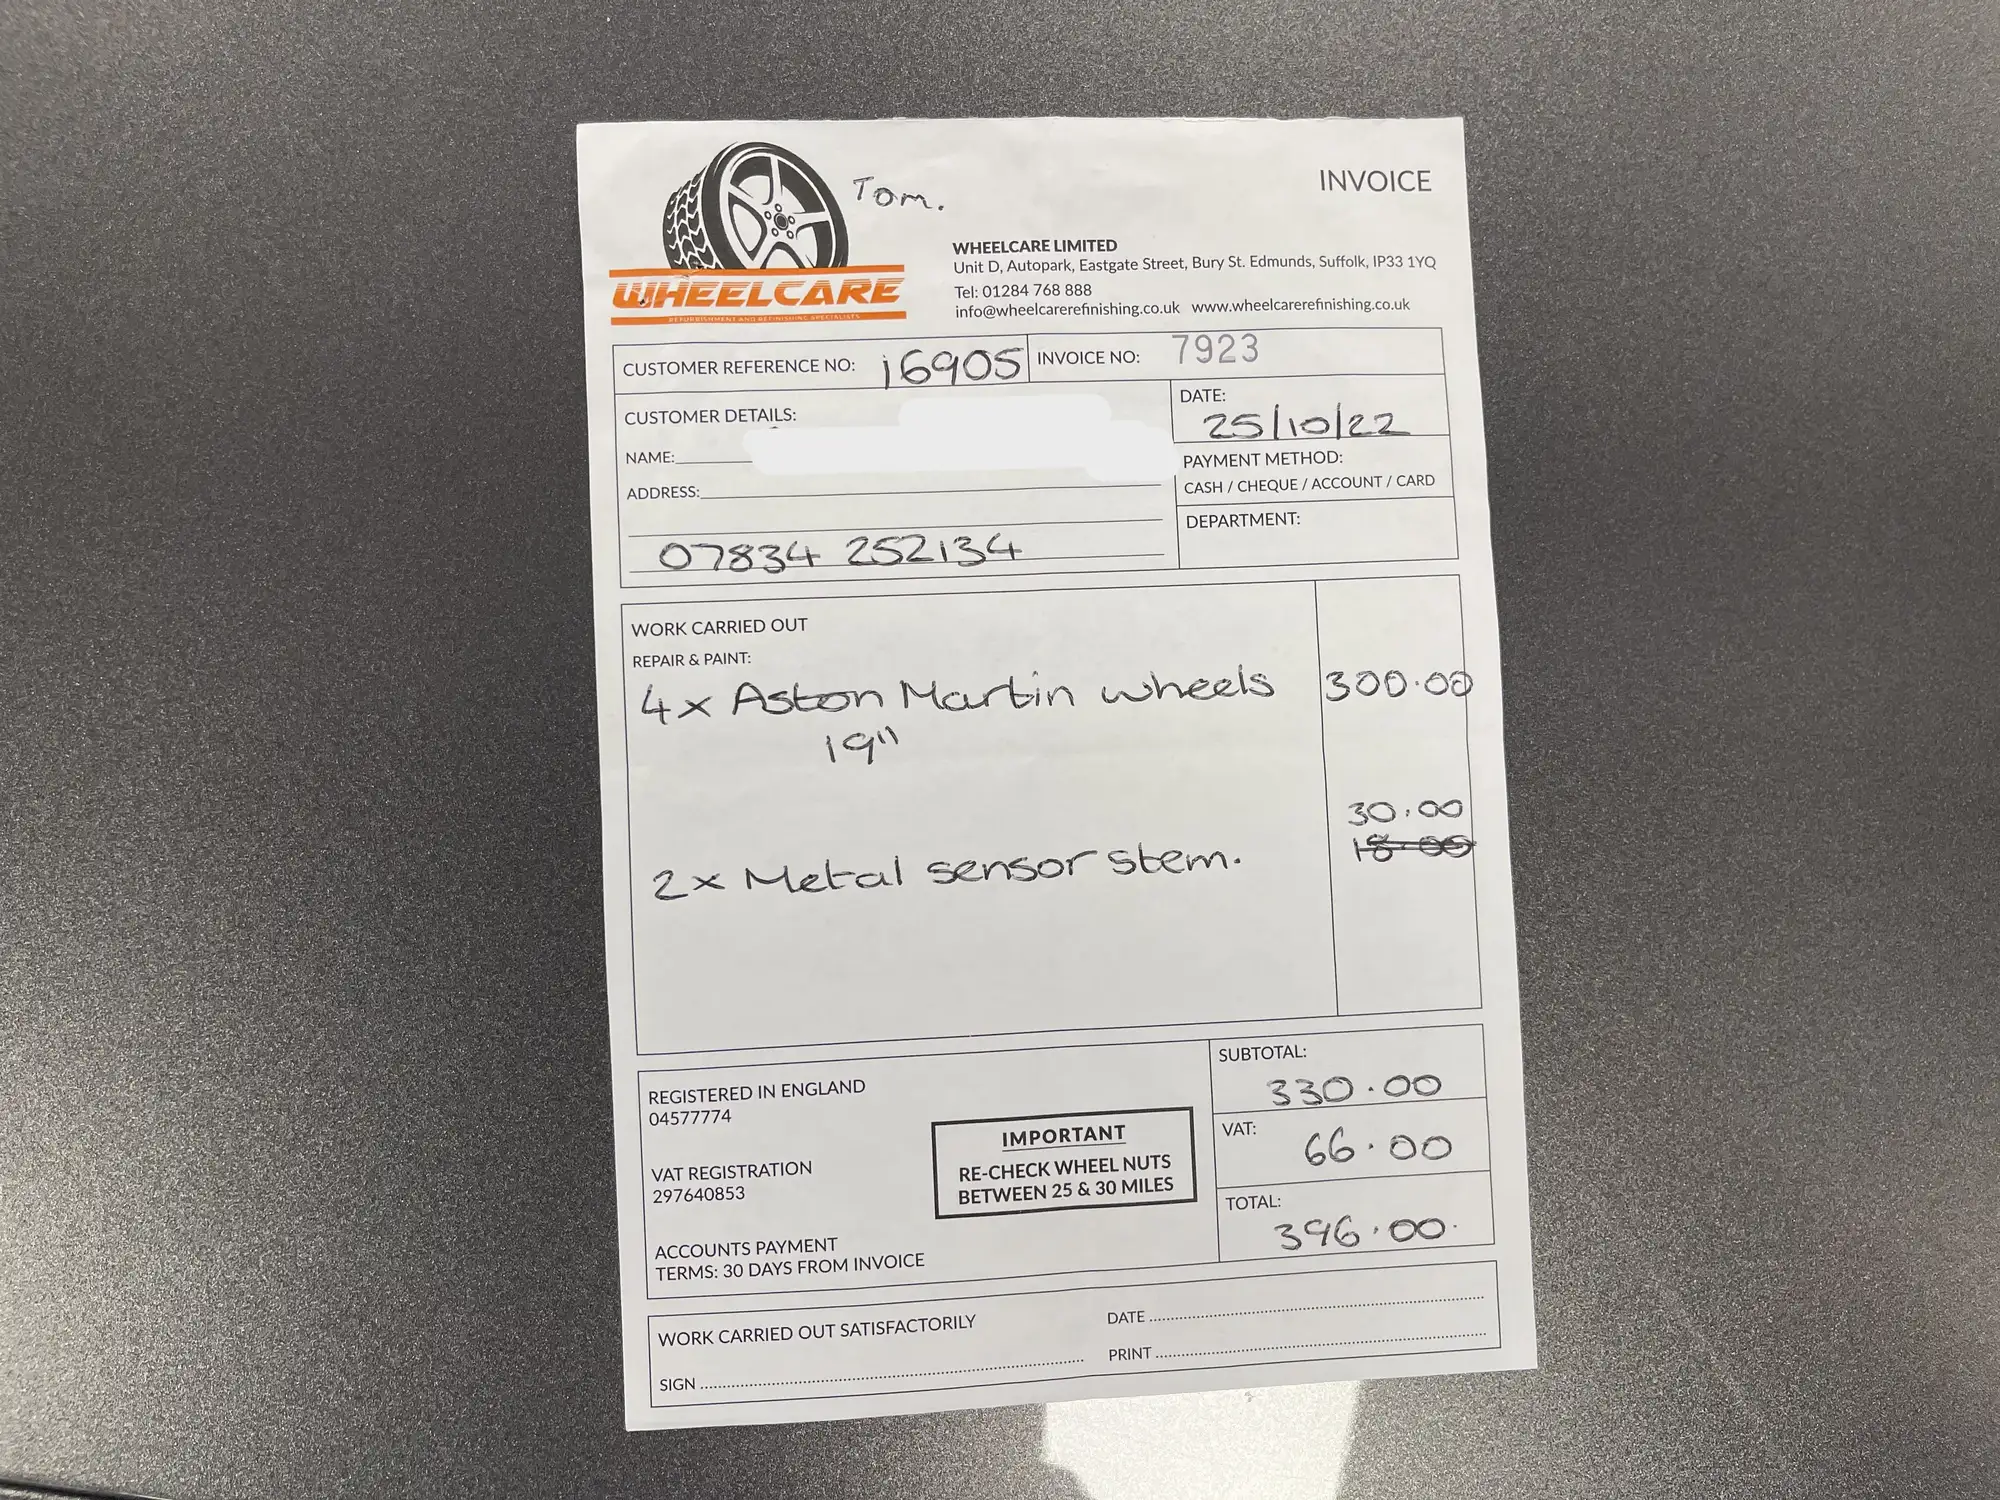 Tom.
INVOICE
WHEELCARE
REFURBISHMENT AND REFINISHING SPECIALISTS
WHEELCARE LIMITED
Unit D, Autopark, Eastgate Street, Bury St. Edmunds, Suffolk, IP33 1YQ
Tel: 01284 768 888
info@wheelcarerefinishing.co.uk www.wheelcarerefinishing.co.uk
CUSTOMER REFERENCE NO: 16905
INVOICE NO: 7923
CUSTOMER DETAILS:
NAME:
ADDRESS:
07834 252134
DATE:
25/10/22
PAYMENT METHOD:
CASH / CHEQUE / ACCOUNT / CARD
DEPARTMENT:
WORK CARRIED OUT
REPAIR & PAINT:
4x Aston Martin wheels 300.00
19"
30.00
2x Metal sensor stem. 18.00
REGISTERED IN ENGLAND
04577774
VAT REGISTRATION
297640853
ACCOUNTS PAYMENT
TERMS: 30 DAYS FROM INVOICE
IMPORTANT
RE-CHECK WHEEL NUTS
BETWEEN 25 & 30 MILES
SUBTOTAL:
330.00
VAT:
66.00
TOTAL:
396.00.
WORK CARRIED OUT SATISFACTORILY
SIGN
DATE
PRINT